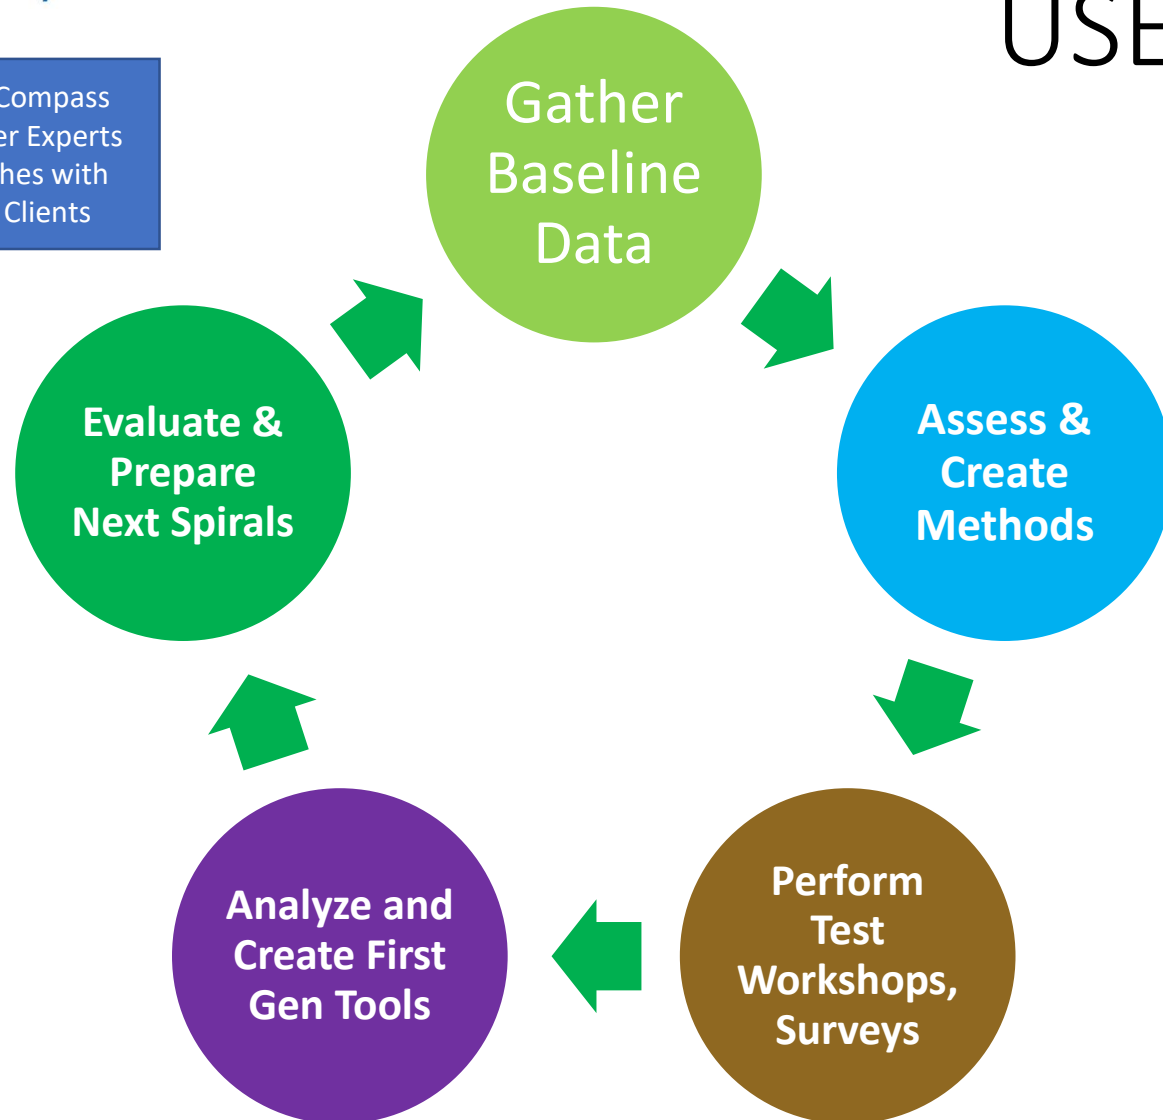 USE
Compass
er Experts
hes with
Clients
Gather
Baseline
Data
Assess &
Create
Methods
Perform
Test
Workshops,
Surveys
Analyze and
Create First
Gen Tools
Evaluate &
Prepare
Next Spirals